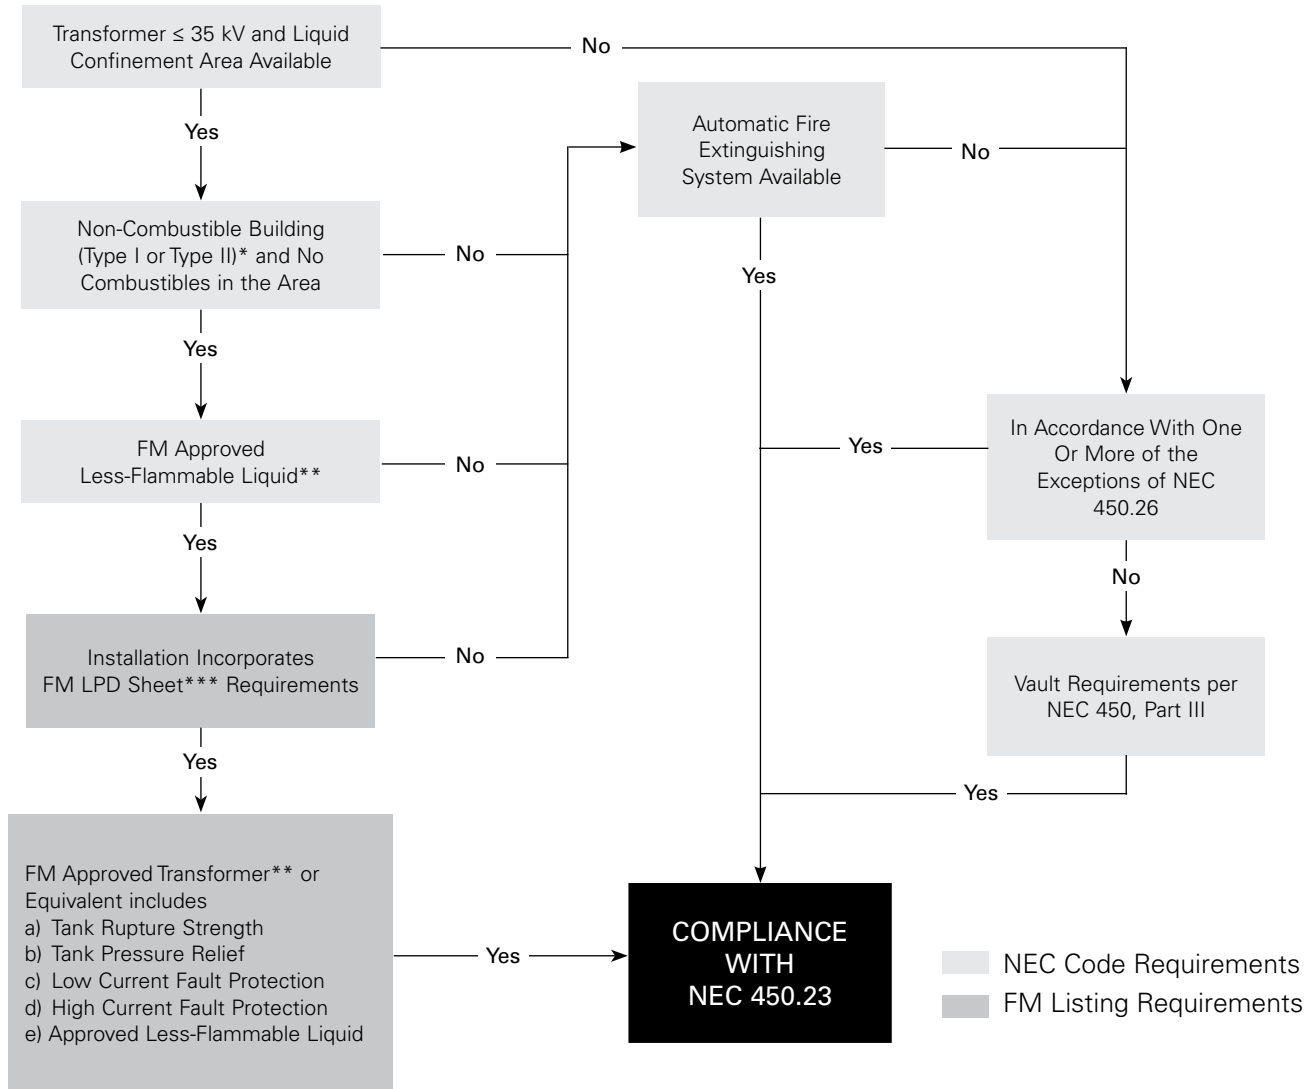 Transformer ≤ 35 kV and Liquid
Confinement Area Available
No
Yes
Automatic Fire
Extinguishing
System Available
No
Yes
Non-Combustible Building
(Type I or Type II)* and No
Combustibles in the Area
No
Yes
FM Approved
Less-Flammable Liquid**
No
Yes
In Accordance With One
Or More of the
Exceptions of NEC
450.26
Yes
No
Installation Incorporates
FM LPD Sheet*** Requirements
No
Yes
Vault Requirements per
NEC 450, Part III
Yes
FM Approved Transformer** or
Equivalent includes
a) Tank Rupture Strength
b) Tank Pressure Relief
c) Low Current Fault Protection
d) High Current Fault Protection
e) Approved Less-Flammable Liquid
Yes
COMPLIANCE
WITH
NEC 450.23
NEC Code Requirements
FM Listing Requirements